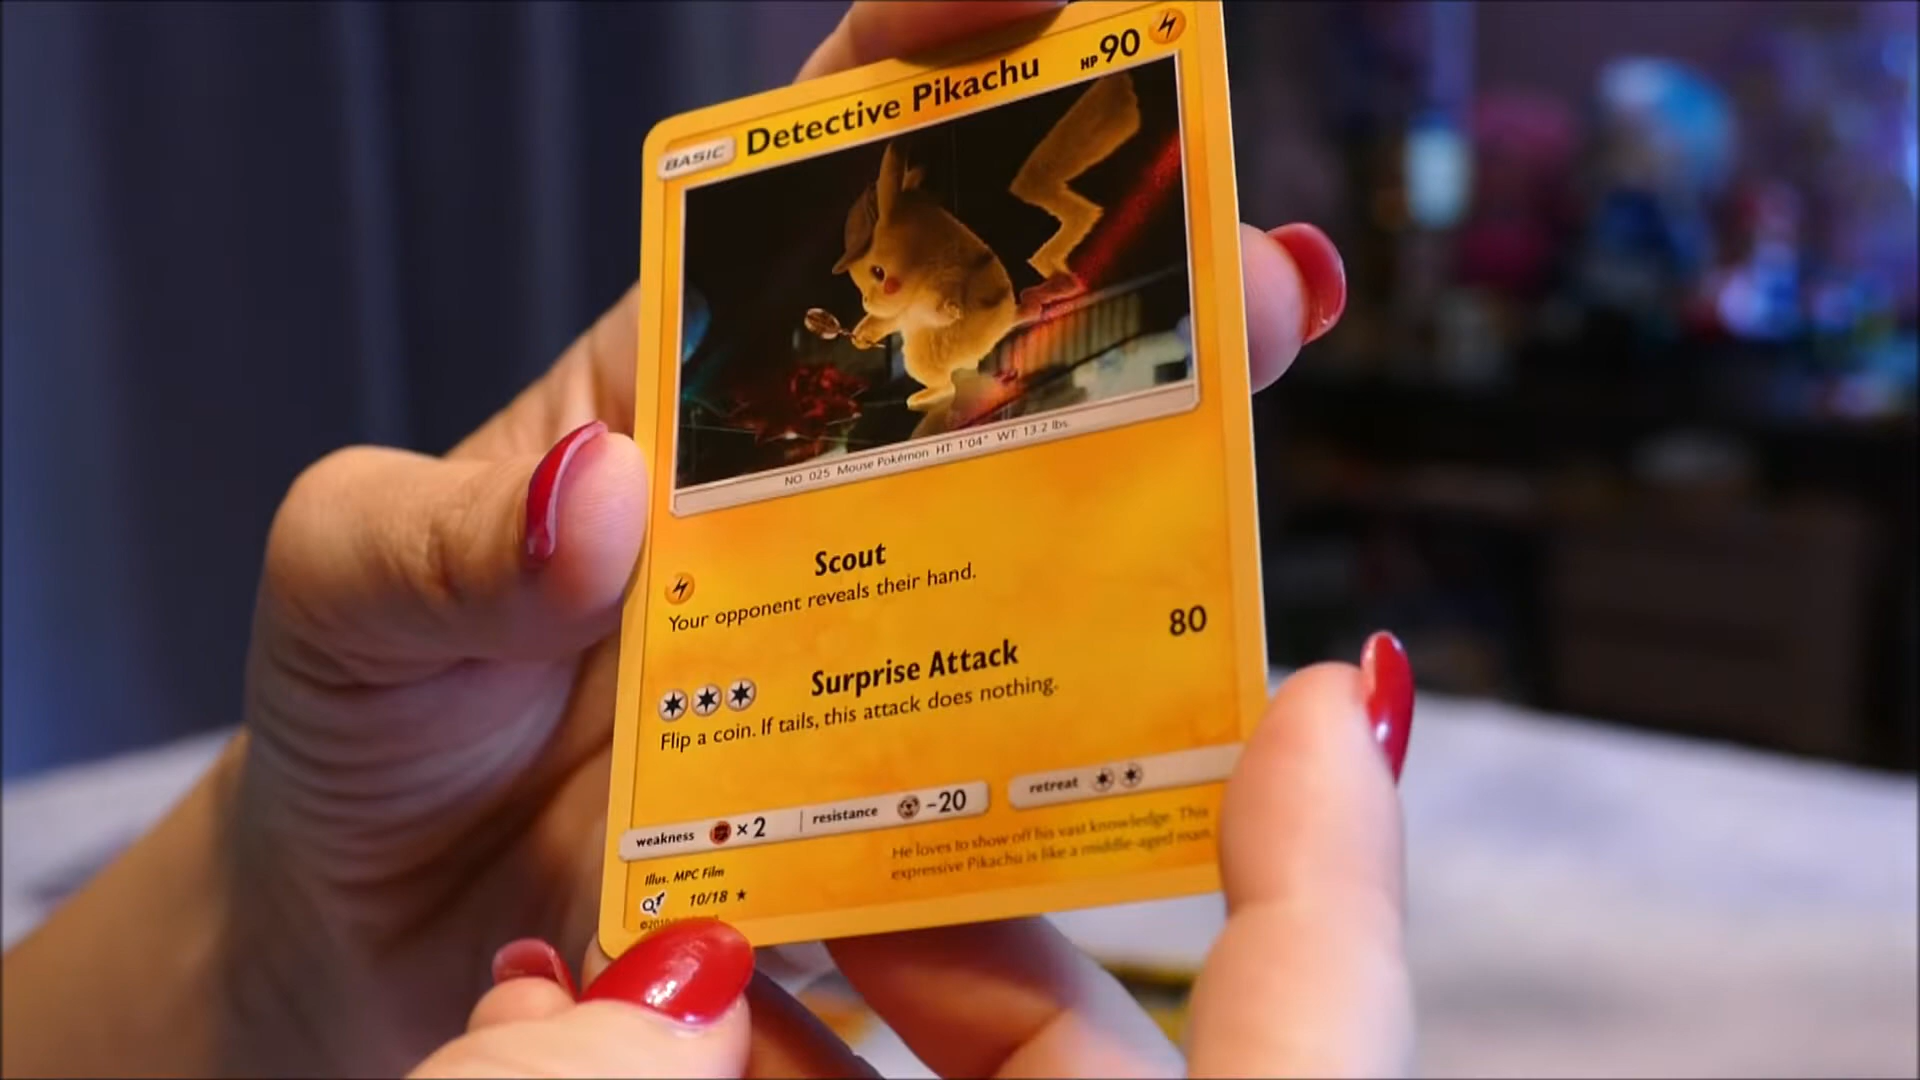 BASIC Detective Pikachu HP 90
NO. 025 Mouse Pokémon HT: 1'04" WT: 13.2 lbs.
Scout
Your opponent reveals their hand.
Surprise Attack 80
Flip a coin. If tails, this attack does nothing.
weakness ×2 resistance -20 retreat
He loves to show off his vast knowledge. This
expressive Pikachu is like a middle-aged man.
Illus. MPC Film
10/18